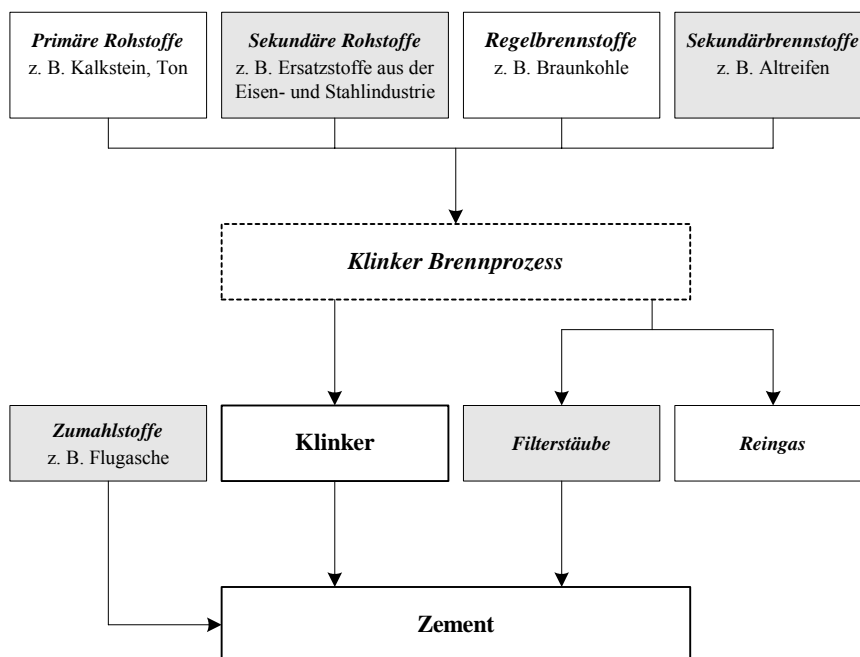 Primäre Rohstoffe
z. B. Kalkstein, Ton
Sekundäre Rohstoffe
z. B. Ersatzstoffe aus der
Eisen- und Stahlindustrie
Regelbrennstoffe
z. B. Braunkohle
Sekundärbrennstoffe
z. B. Altreifen
Klinker Brennprozess
Zumahlstoffe
z. B. Flugasche
Klinker
Filterstäube
Reingas
Zement